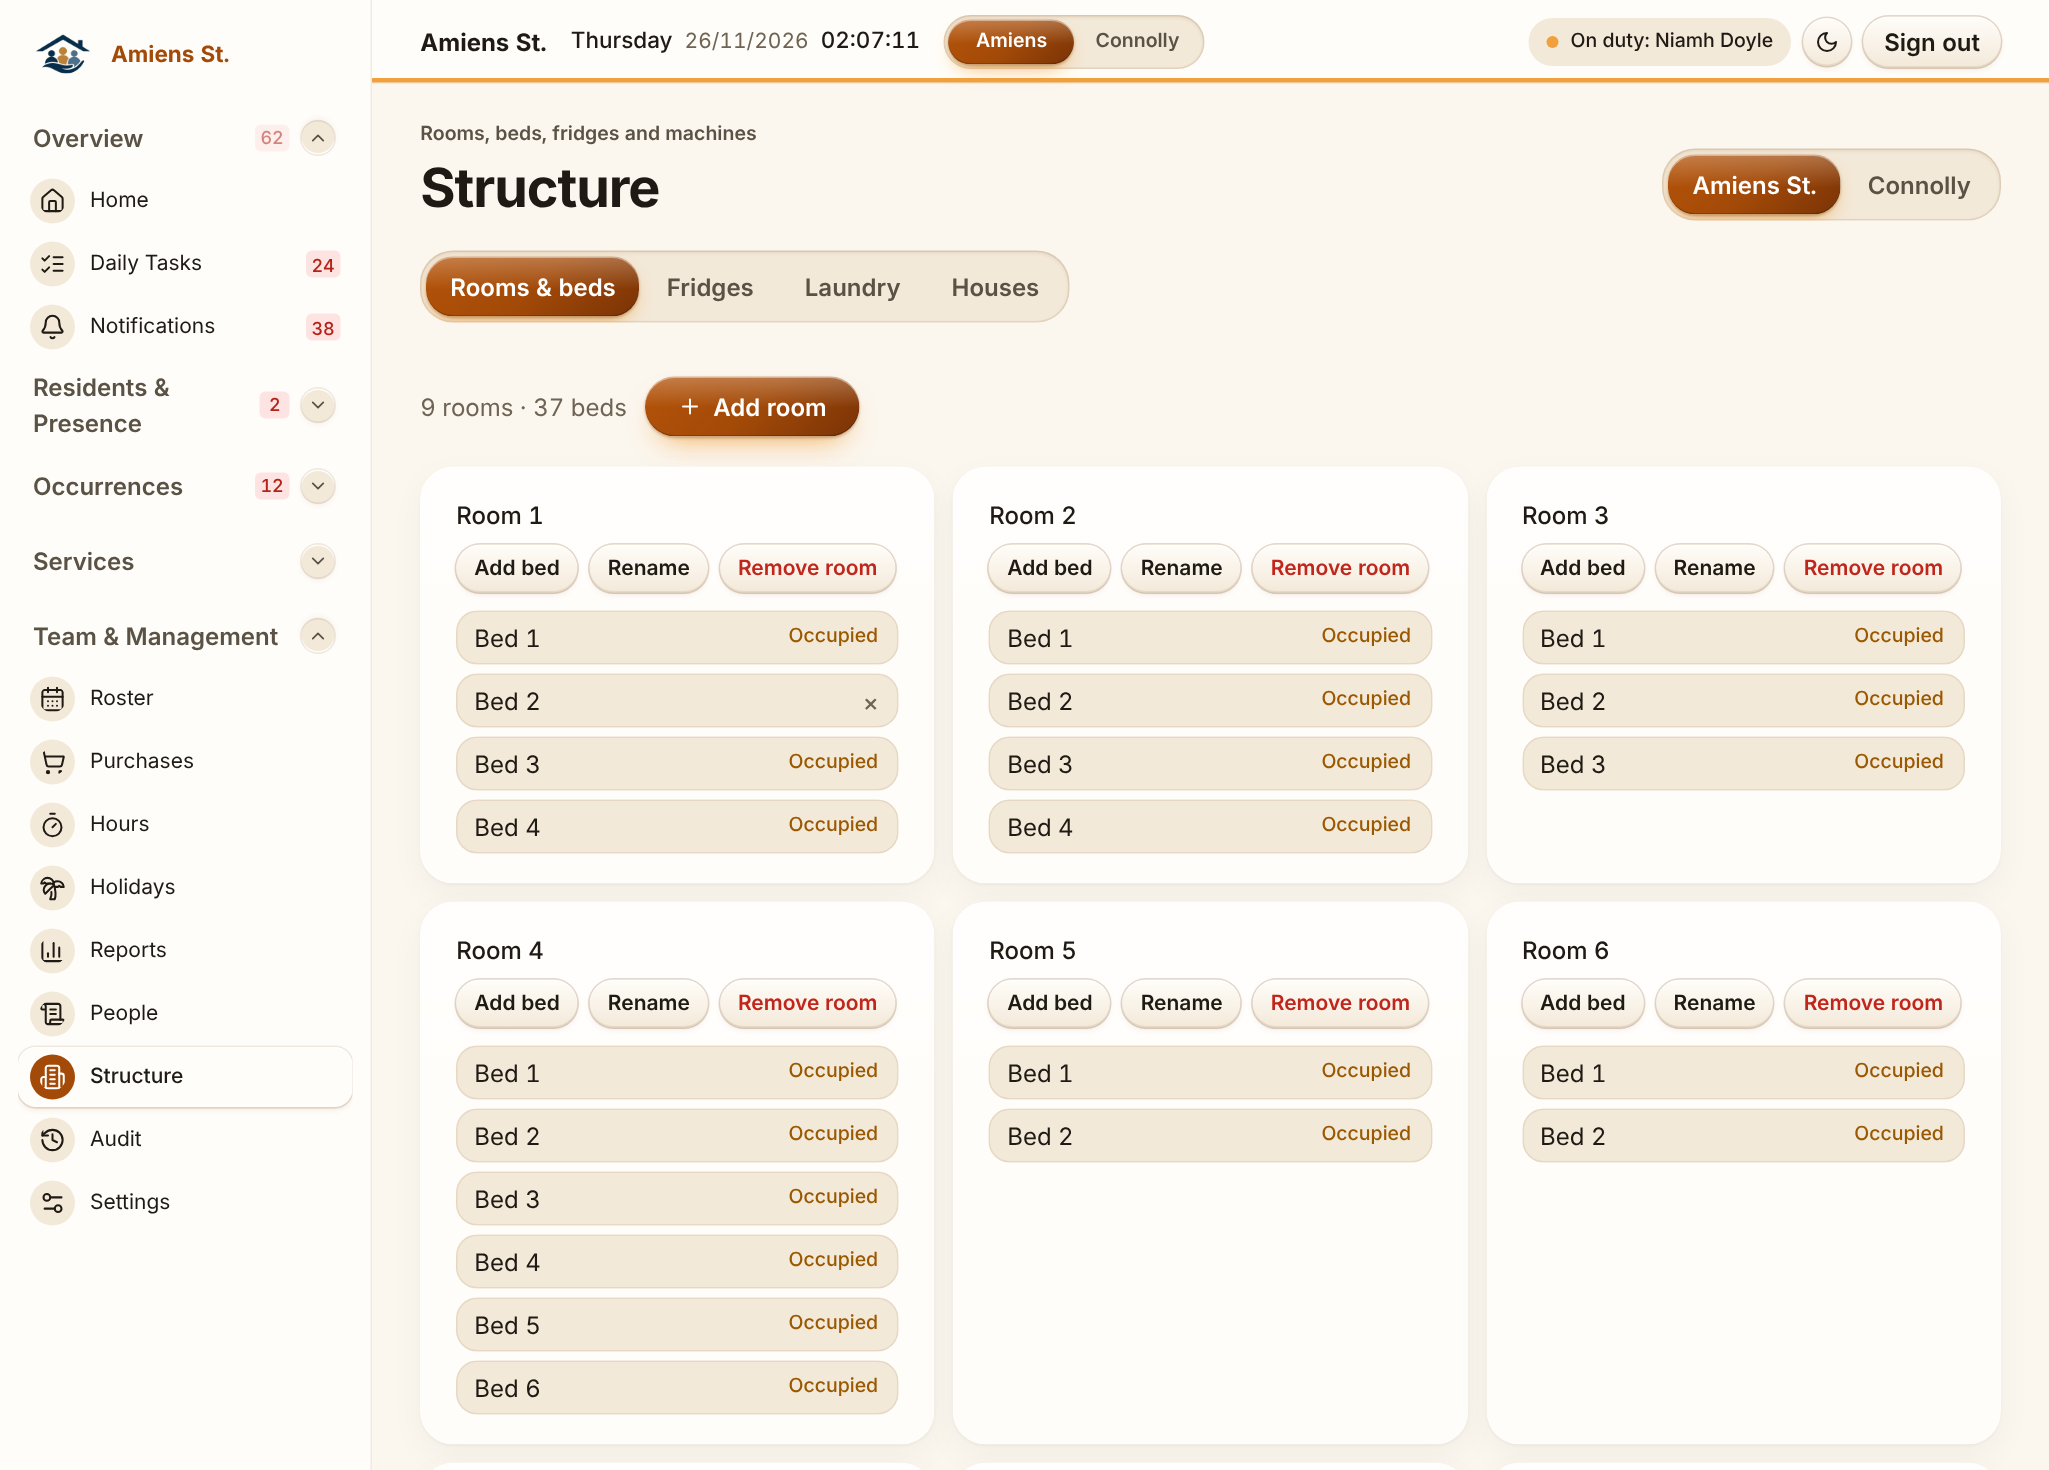 Amiens St.
Overview 62
Home
Daily Tasks 24
Notifications 38
Residents &
Presence 2
Occurrences 12
Services
Team & Management
Roster
Purchases
Hours
Holidays
Reports
People
Structure
Audit
Settings
Amiens St. Thursday 26/11/2026 02:07:11 Amiens Connolly On duty: Niamh Doyle Sign out
Rooms, beds, fridges and machines
Structure
Amiens St. Connolly
Rooms & beds Fridges Laundry Houses
9 rooms · 37 beds + Add room
Room 1
Add bed Rename Remove room
Bed 1 Occupied
Bed 2 ×
Bed 3 Occupied
Bed 4 Occupied
Room 2
Add bed Rename Remove room
Bed 1 Occupied
Bed 2 Occupied
Bed 3 Occupied
Bed 4 Occupied
Room 3
Add bed Rename Remove room
Bed 1 Occupied
Bed 2 Occupied
Bed 3 Occupied
Room 4
Add bed Rename Remove room
Bed 1 Occupied
Bed 2 Occupied
Bed 3 Occupied
Bed 4 Occupied
Bed 5 Occupied
Bed 6 Occupied
Room 5
Add bed Rename Remove room
Bed 1 Occupied
Bed 2 Occupied
Room 6
Add bed Rename Remove room
Bed 1 Occupied
Bed 2 Occupied